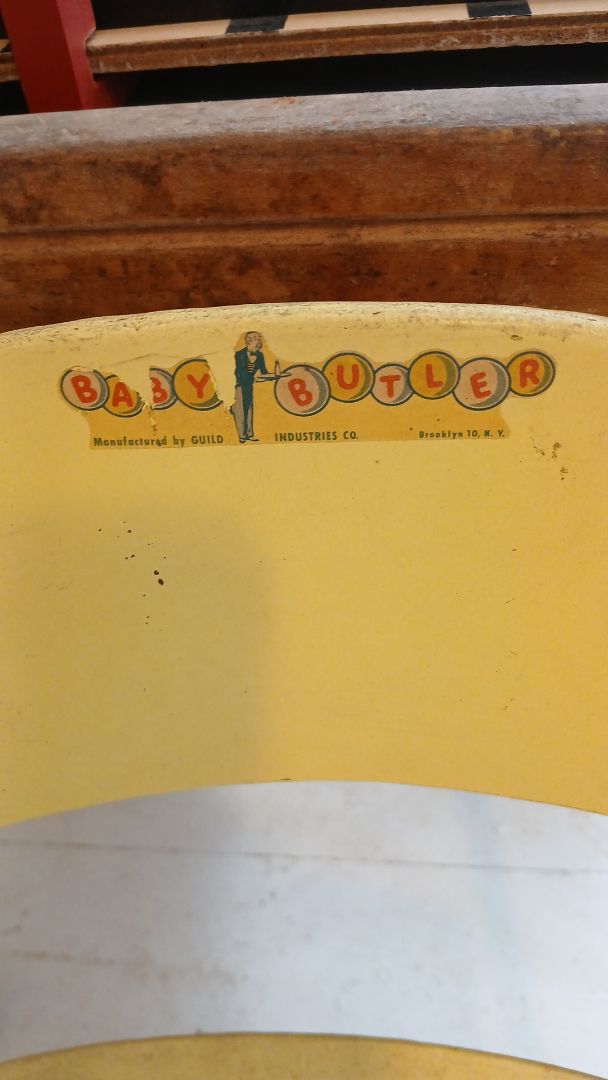 BABY BUTLER
Manufactured by GUILD INDUSTRIES CO. Brooklyn 10, N. Y.